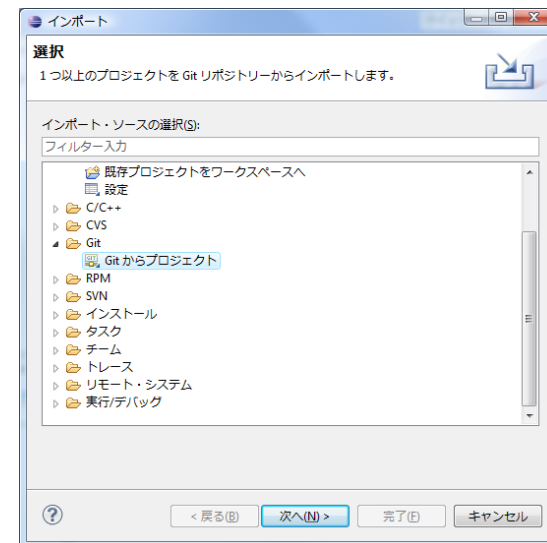 インポート
選択
1 つ以上のプロジェクトを Git リポジトリーからインポートします。
インポート・ソースの選択(S):
フィルター入力
既存プロジェクトをワークスペースへ
設定
C/C++
CVS
Git
Git からプロジェクト
RPM
SVN
インストール
タスク
チーム
トレース
リモート・システム
実行/デバッグ
?
< 戻る(B) 次へ(N) > 完了(F) キャンセル